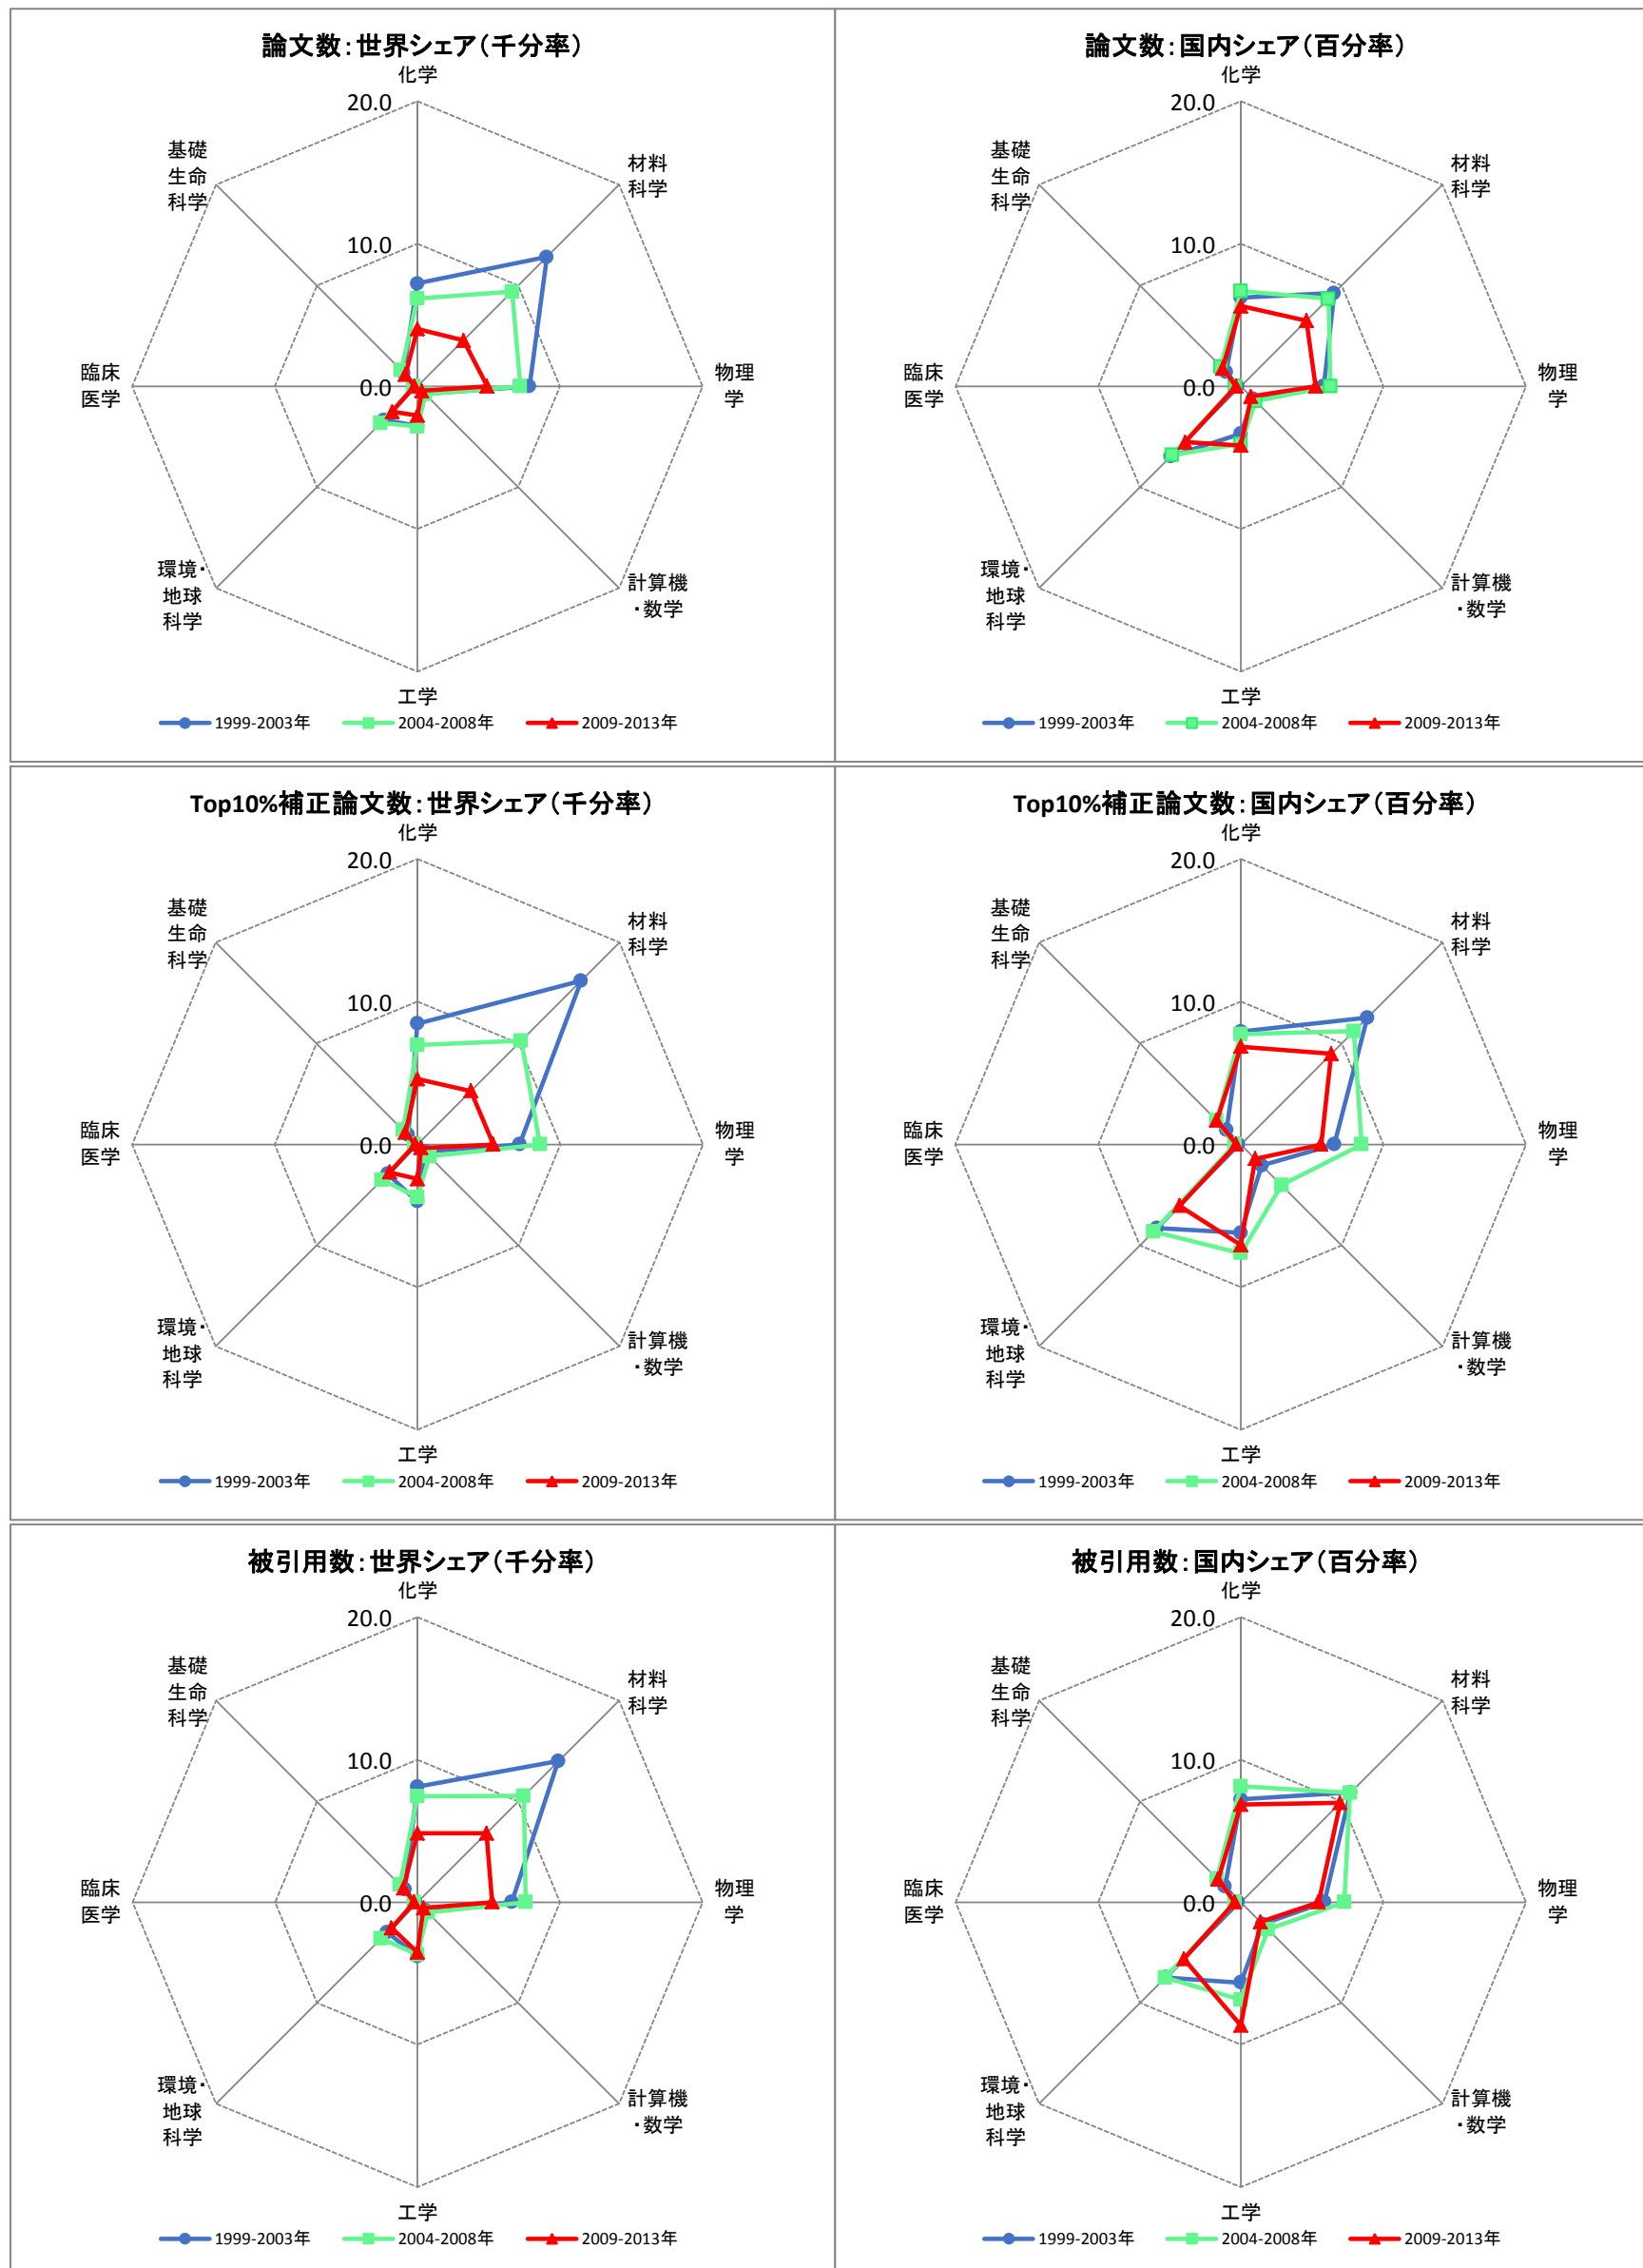 論文数：世界シェア（千分率）
化学
20.0
10.0
0.0
材料
科学
物理
学
計算機
・数学
工学
環境・
地球
科学
臨床
医学
基礎
生命
科学
1999-2003年 2004-2008年 2009-2013年
論文数：国内シェア（百分率）
化学
20.0
10.0
0.0
材料
科学
物理
学
計算機
・数学
工学
環境・
地球
科学
臨床
医学
基礎
生命
科学
1999-2003年 2004-2008年 2009-2013年
Top10%補正論文数：世界シェア（千分率）
化学
20.0
10.0
0.0
材料
科学
物理
学
計算機
・数学
工学
環境・
地球
科学
臨床
医学
基礎
生命
科学
1999-2003年 2004-2008年 2009-2013年
Top10%補正論文数：国内シェア（百分率）
化学
20.0
10.0
0.0
材料
科学
物理
学
計算機
・数学
工学
環境・
地球
科学
臨床
医学
基礎
生命
科学
1999-2003年 2004-2008年 2009-2013年
被引用数：世界シェア（千分率）
化学
20.0
10.0
0.0
材料
科学
物理
学
計算機
・数学
工学
環境・
地球
科学
臨床
医学
基礎
生命
科学
1999-2003年 2004-2008年 2009-2013年
被引用数：国内シェア（百分率）
化学
20.0
10.0
0.0
材料
科学
物理
学
計算機
・数学
工学
環境・
地球
科学
臨床
医学
基礎
生命
科学
1999-2003年 2004-2008年 2009-2013年